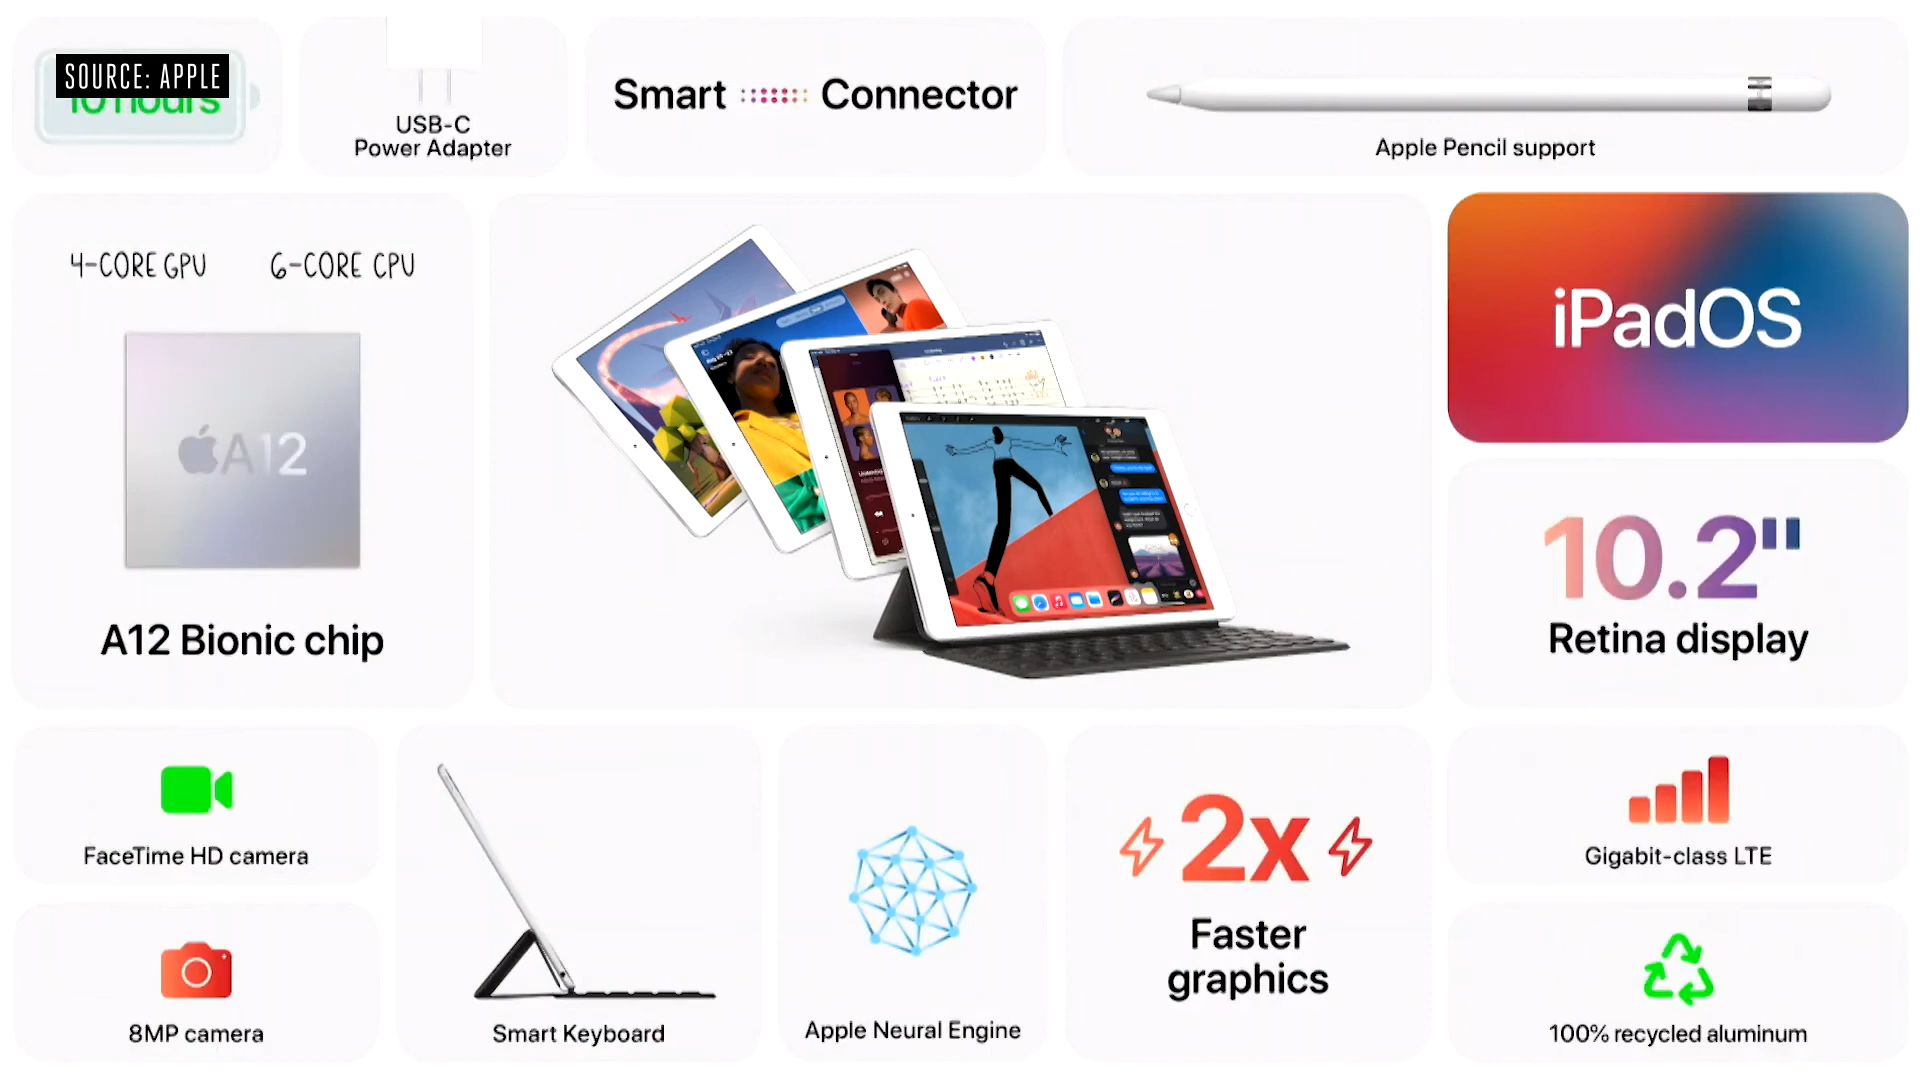 SOURCE: APPLE
10 hours
USB-C
Power Adapter
Smart Connector
Apple Pencil support
4-CORE GPU 6-CORE CPU
A12
A12 Bionic chip
iPadOS
10.2"
Retina display
FaceTime HD camera
8MP camera
Smart Keyboard
Apple Neural Engine
2x
Faster
graphics
Gigabit-class LTE
100% recycled aluminum